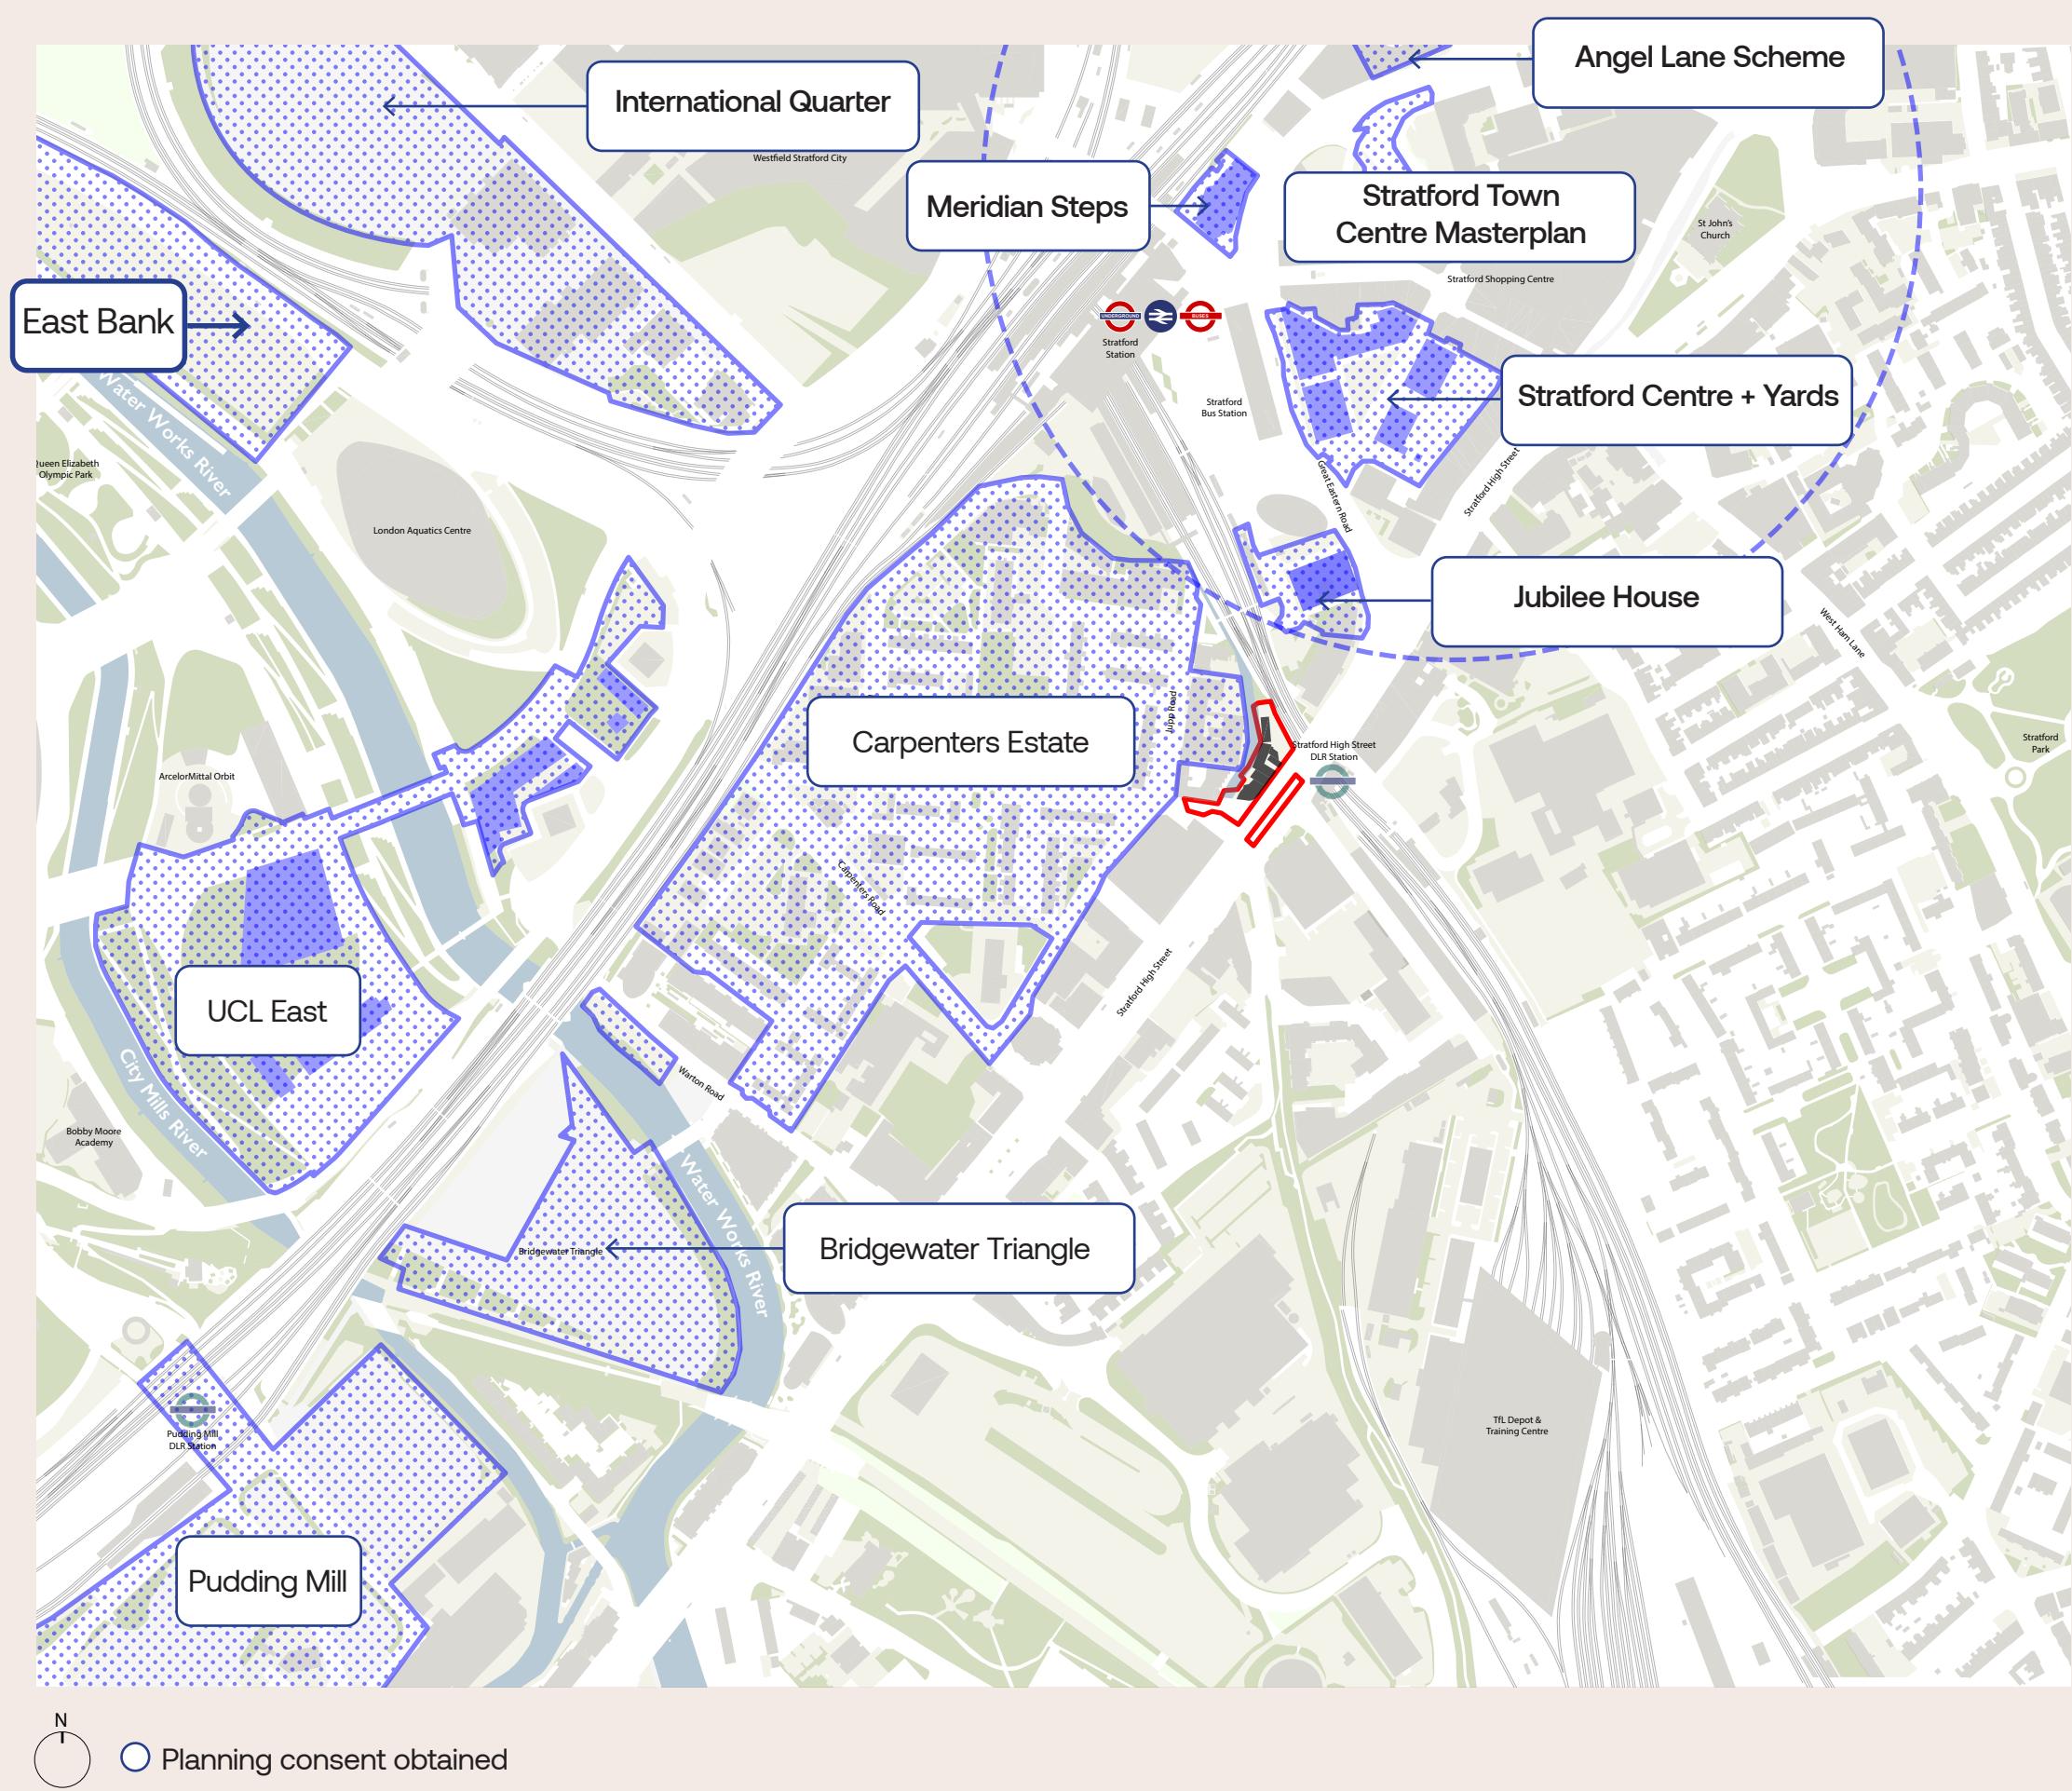 Angel Lane Scheme
International Quarter
Westfield Stratford City
Meridian Steps
Stratford Town
Centre Masterplan
St John's
Church
Stratford Shopping Centre
East Bank
UNDERGROUND
BUSES
Stratford
Station
Stratford
Bus Station
Stratford Centre + Yards
Water Works River
Queen Elizabeth
Olympic Park
Great Eastern Road
Stratford High Street
London Aquatics Centre
Jubilee House
West Ham Lane
Jupp Road
Carpenters Estate
Stratford High Street
DLR Station
Stratford
Park
ArcelorMittal Orbit
Carpenters Road
UCL East
Stratford High Street
City Mills River
Warton Road
Bobby Moore
Academy
Water Works River
Bridgewater Triangle
Bridgewater Triangle
Pudding Mill
DLR Station
TfL Depot &
Training Centre
Pudding Mill
N
Planning consent obtained